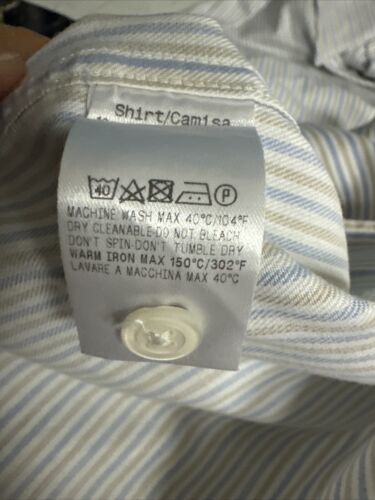 Shirt/Camisa
40 P
MACHINE WASH MAX 40°C/104°F
DRY CLEANABLE-DO NOT BLEACH
DON'T SPIN-DON'T TUMBLE DRY
WARM IRON MAX 150°C/302°F
LAVARE A MACCHINA MAX 40°C